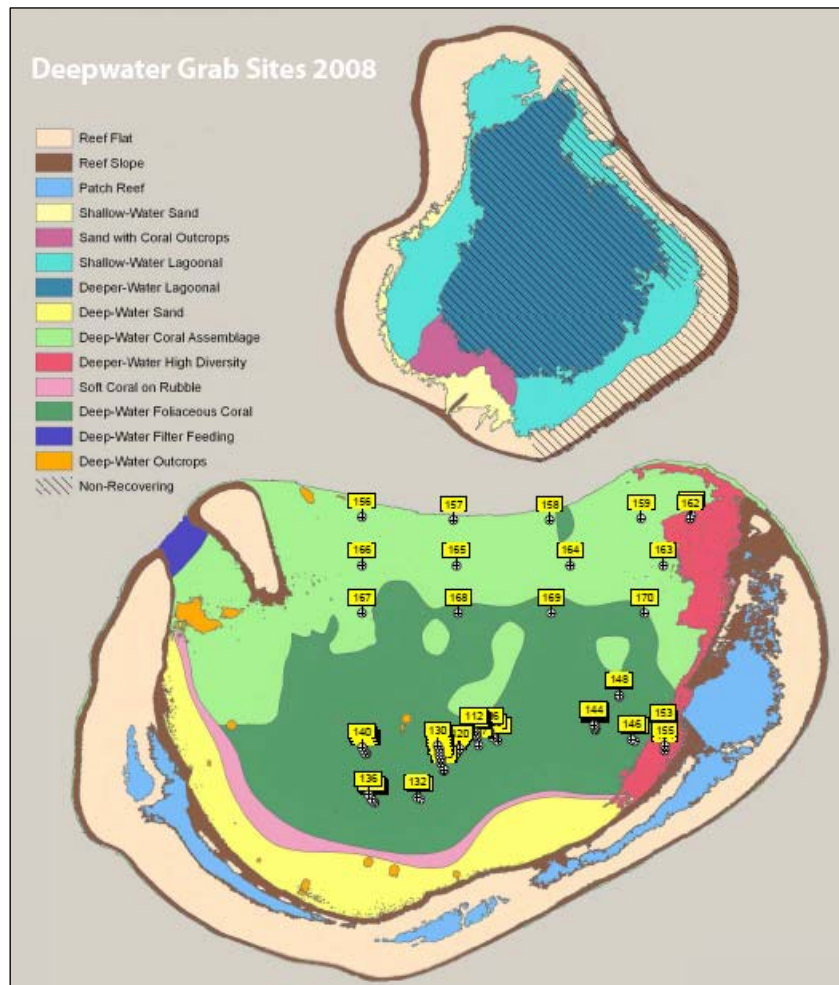 Deepwater Grab Sites 2008
Reef Flat
Reef Slope
Patch Reef
Shallow-Water Sand
Sand with Coral Outcrops
Shallow-Water Lagoonal
Deeper-Water Lagoonal
Deep-Water Sand
Deep-Water Coral Assemblage
Deeper-Water High Diversity
Soft Coral on Rubble
Deep-Water Foliaceous Coral
Deep-Water Filter Feeding
Deep-Water Outcrops
Non-Recovering
156
157
158
159
162
166
165
164
163
167
168
169
170
148
112
144
153
146
155
140
130
120
136
132